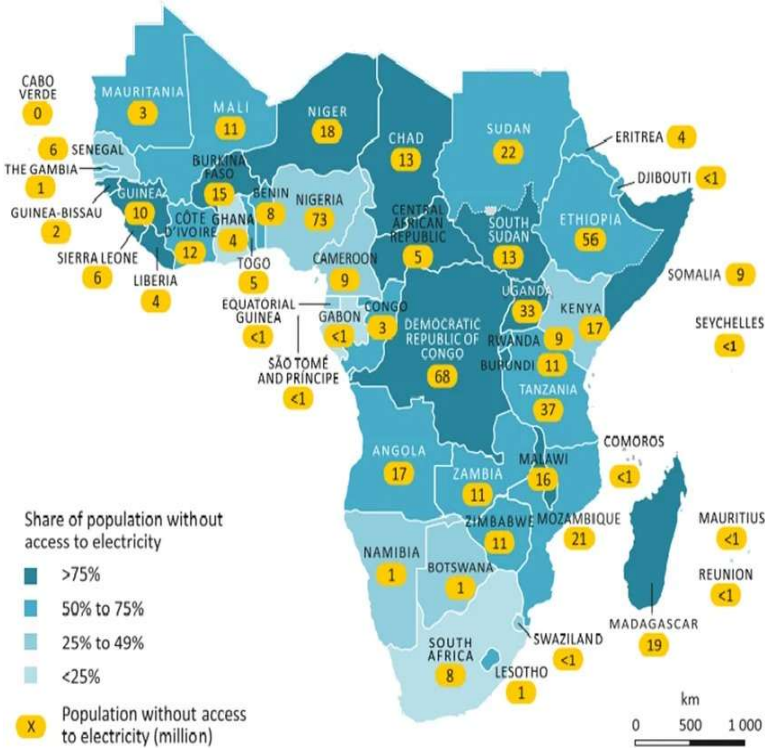 CABO
VERDE
0
MAURITANIA
3
MALI
11
NIGER
18
CHAD
13
SUDAN
22
ERITREA 4
6 SENEGAL
THE GAMBIA
1
GUINEA-BISSAU
2
GUINEA
10
BURKINA
FASO
15
BENIN
8
NIGERIA
73
CENTRAL
AFRICAN
REPUBLIC
5
SOUTH
SUDAN
13
ETHIOPIA
56
DJIBOUTI <1
SIERRA LEONE
6
LIBERIA
4
CÔTE
D'IVOIRE
12
GHANA
4
TOGO
5
CAMEROON
9
SOMALIA 9
EQUATORIAL
GUINEA
<1
GABON
<1
CONGO
3
DEMOCRATIC
REPUBLIC OF
CONGO
68
UGANDA
33
KENYA
17
SEYCHELLES
<1
RWANDA 9
BURUNDI 11
SÃO TOMÉ
AND PRÍNCIPE
<1
TANZANIA
37
ANGOLA
17
ZAMBIA
11
MALAWI
16
COMOROS
<1
ZIMBABWE
11
MOZAMBIQUE
21
MAURITIUS
<1
REUNION
<1
NAMIBIA
1
BOTSWANA
1
MADAGASCAR
19
SOUTH
AFRICA
8
SWAZILAND
<1
LESOTHO
1
Share of population without
access to electricity
>75%
50% to 75%
25% to 49%
<25%
X Population without access
to electricity (million)
km
0 500 1 000